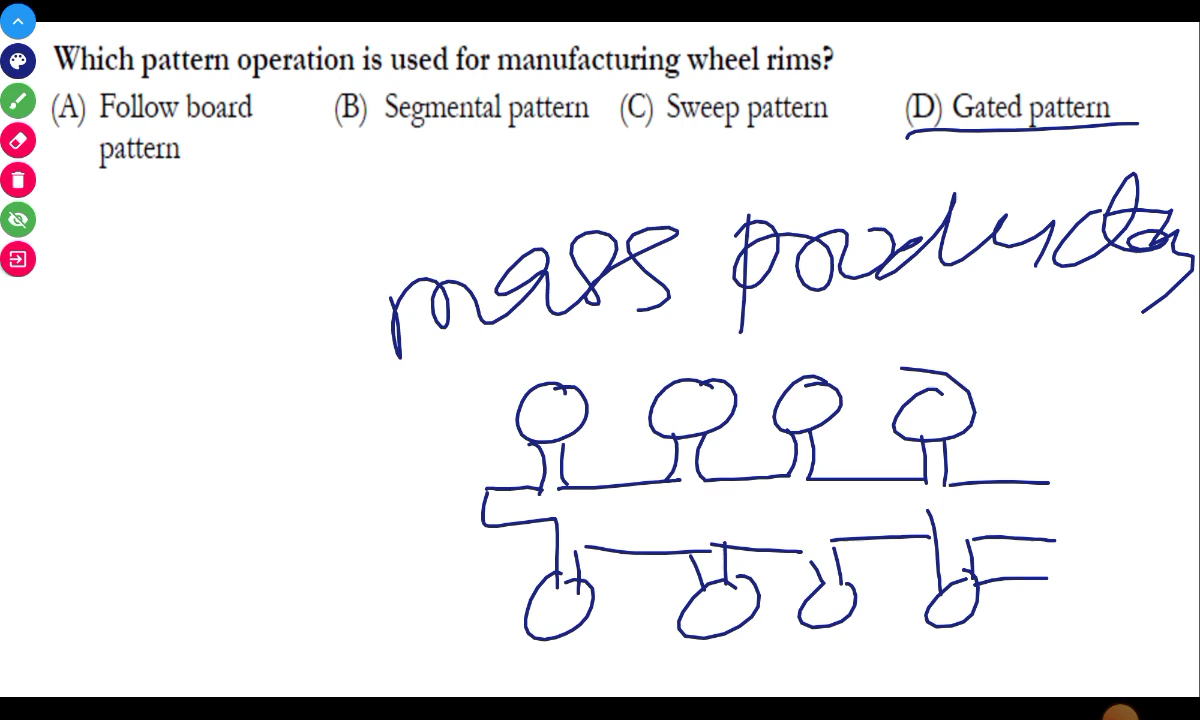 Which pattern operation is used for manufacturing wheel rims?
(A) Follow board pattern (B) Segmental pattern (C) Sweep pattern (D) Gated pattern
mass